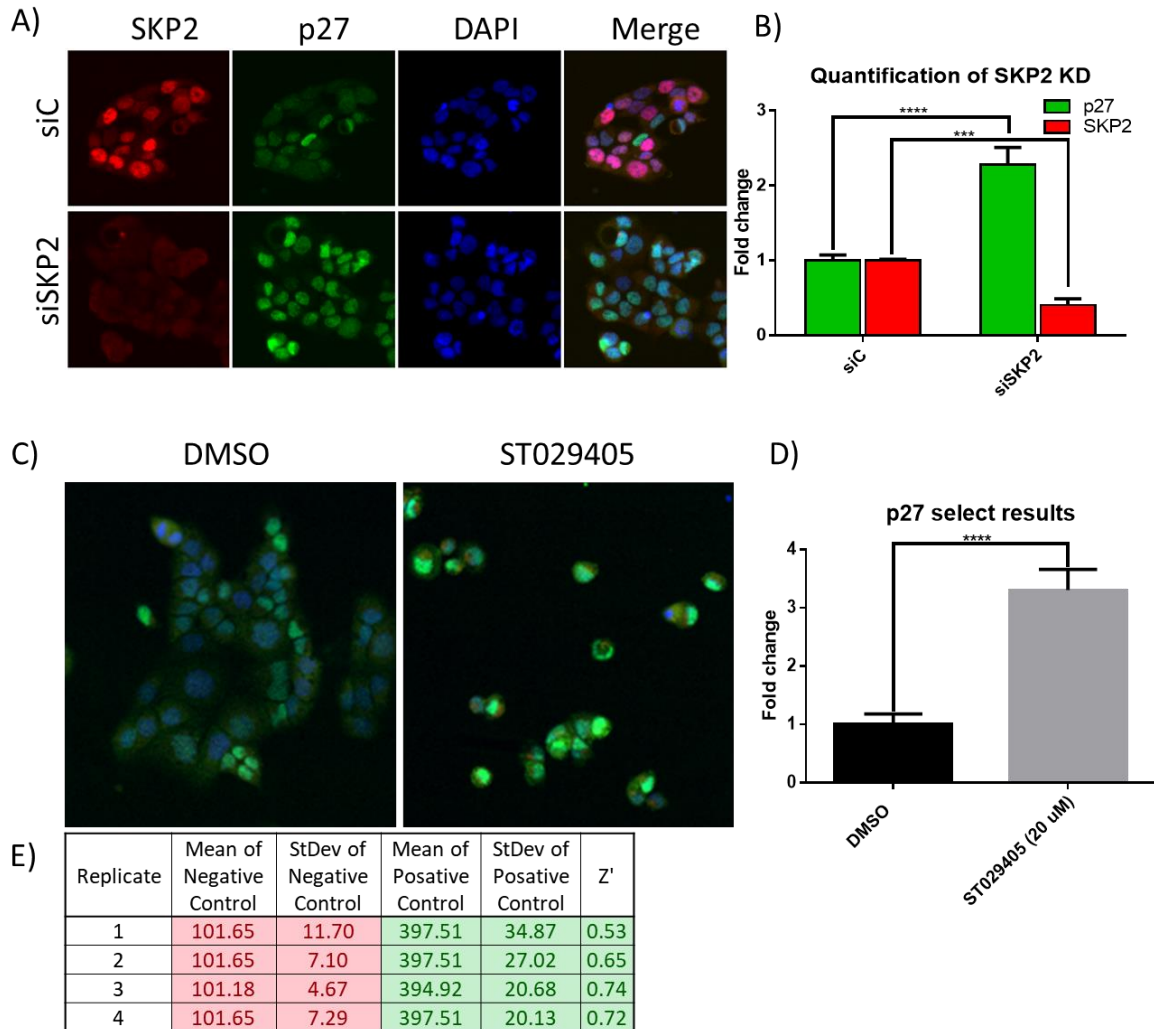 A)
SKP2 p27 DAPI Merge
siC
siSKP2
B)
Quantification of SKP2 KD
p27
SKP2
****
***
Fold change
3
2
1
0
siC
siSKP2
C)
DMSO
ST029405
D)
p27 select results
****
Fold change
4
3
2
1
0
DMSO
ST029405 (20 uM)
E)
Replicate
Mean of
Negative
Control
StDev of
Negative
Control
Mean of
Posative
Control
StDev of
Posative
Control
Z'
1 101.65 11.70 397.51 34.87 0.53
2 101.65 7.10 397.51 27.02 0.65
3 101.18 4.67 394.92 20.68 0.74
4 101.65 7.29 397.51 20.13 0.72